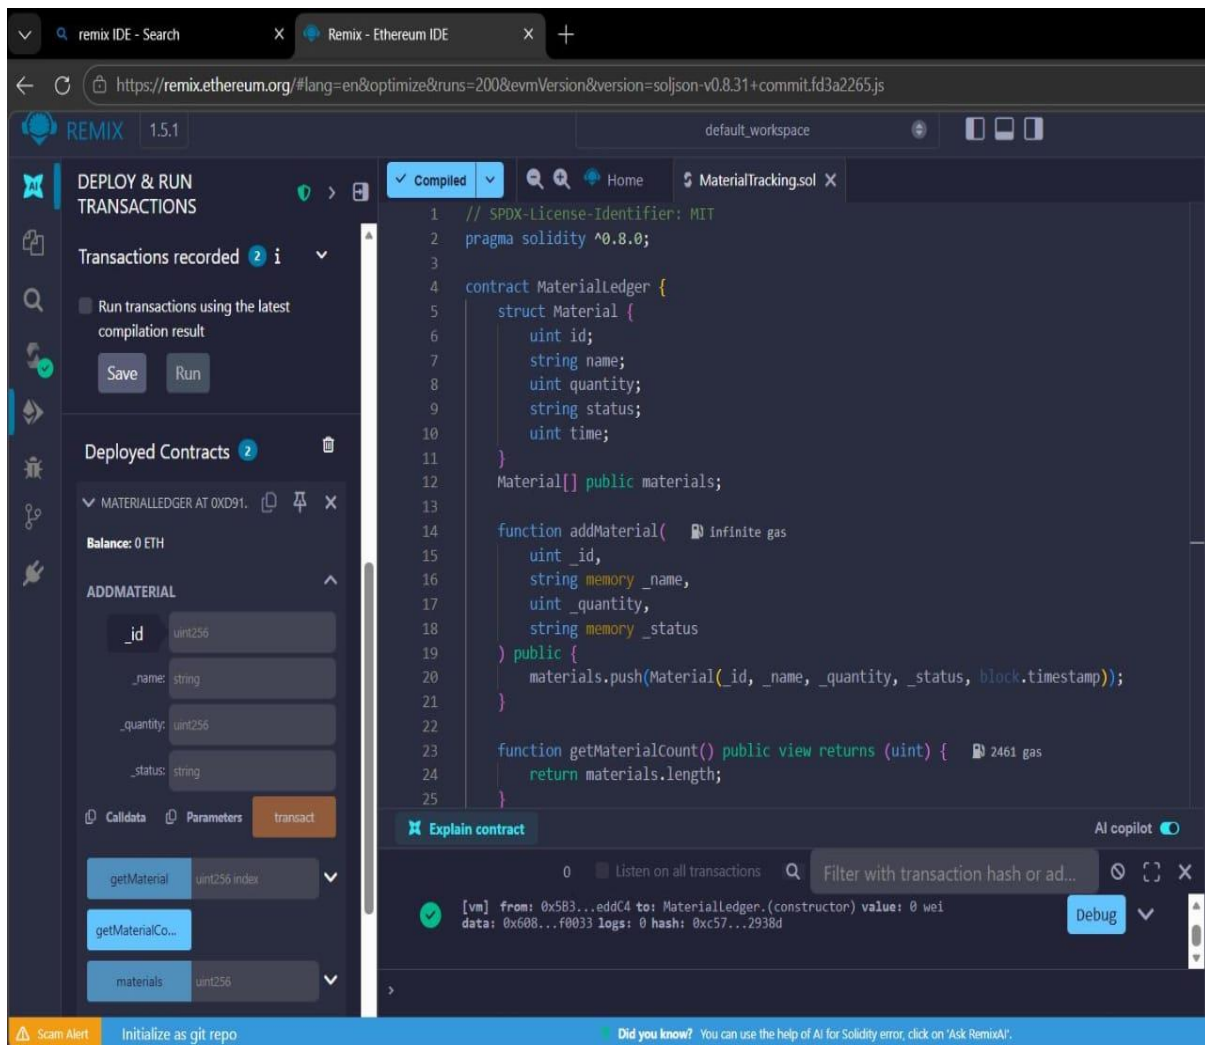 remix IDE - Search
Remix - Ethereum IDE
https://remix.ethereum.org/#lang=en&optimize&runs=200&evmVersion&version=soljson-v0.8.31+commit.fd3a2265.js
REMIX 1.5.1
default_workspace
AI
DEPLOY & RUN
TRANSACTIONS
Transactions recorded 2 i
Run transactions using the latest
compilation result
Save Run
Deployed Contracts 2
MATERIALLEDGER AT 0XD91.
Balance: 0 ETH
ADDMATERIAL
_id uint256
_name: string
_quantity: uint256
_status: string
Calldata Parameters transact
getMaterial uint256 index
getMaterialCo...
materials uint256
Compiled
Home
MaterialTracking.sol
1 // SPDX-License-Identifier: MIT
2 pragma solidity ^0.8.0;
3
4 contract MaterialLedger {
5 struct Material {
6 uint id;
7 string name;
8 uint quantity;
9 string status;
10 uint time;
11 }
12 Material[] public materials;
13
14 function addMaterial( infinite gas
15 uint _id,
16 string memory _name,
17 uint _quantity,
18 string memory _status
19 ) public {
20 materials.push(Material(_id, _name, _quantity, _status, block.timestamp));
21 }
22
23 function getMaterialCount() public view returns (uint) { 2461 gas
24 return materials.length;
25 }
Explain contract
AI copilot
0 Listen on all transactions Filter with transaction hash or ad...
[vm] from: 0x5B3...eddC4 to: MaterialLedger.(constructor) value: 0 wei
data: 0x608...f0033 logs: 0 hash: 0xc57...2938d
Debug
>
Scam Alert Initialize as git repo
Did you know? You can use the help of AI for Solidity error, click on 'Ask RemixAI'.